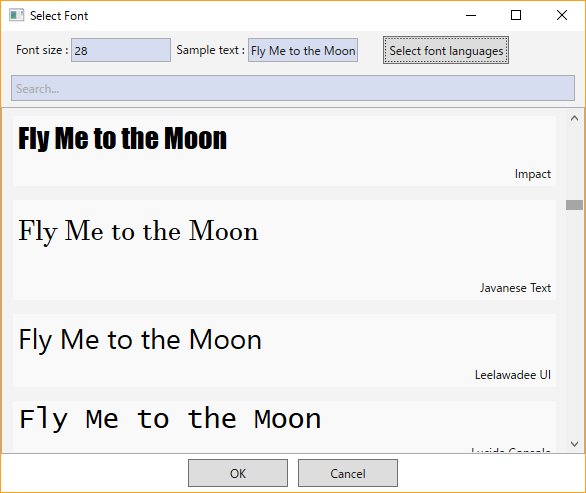 Select Font
Font size : 28 Sample text : Fly Me to the Moon Select font languages
Search...
Fly Me to the Moon
Impact
Fly Me to the Moon
Javanese Text
Fly Me to the Moon
Leelawadee UI
Fly Me to the Moon
Lucida Console
OK Cancel